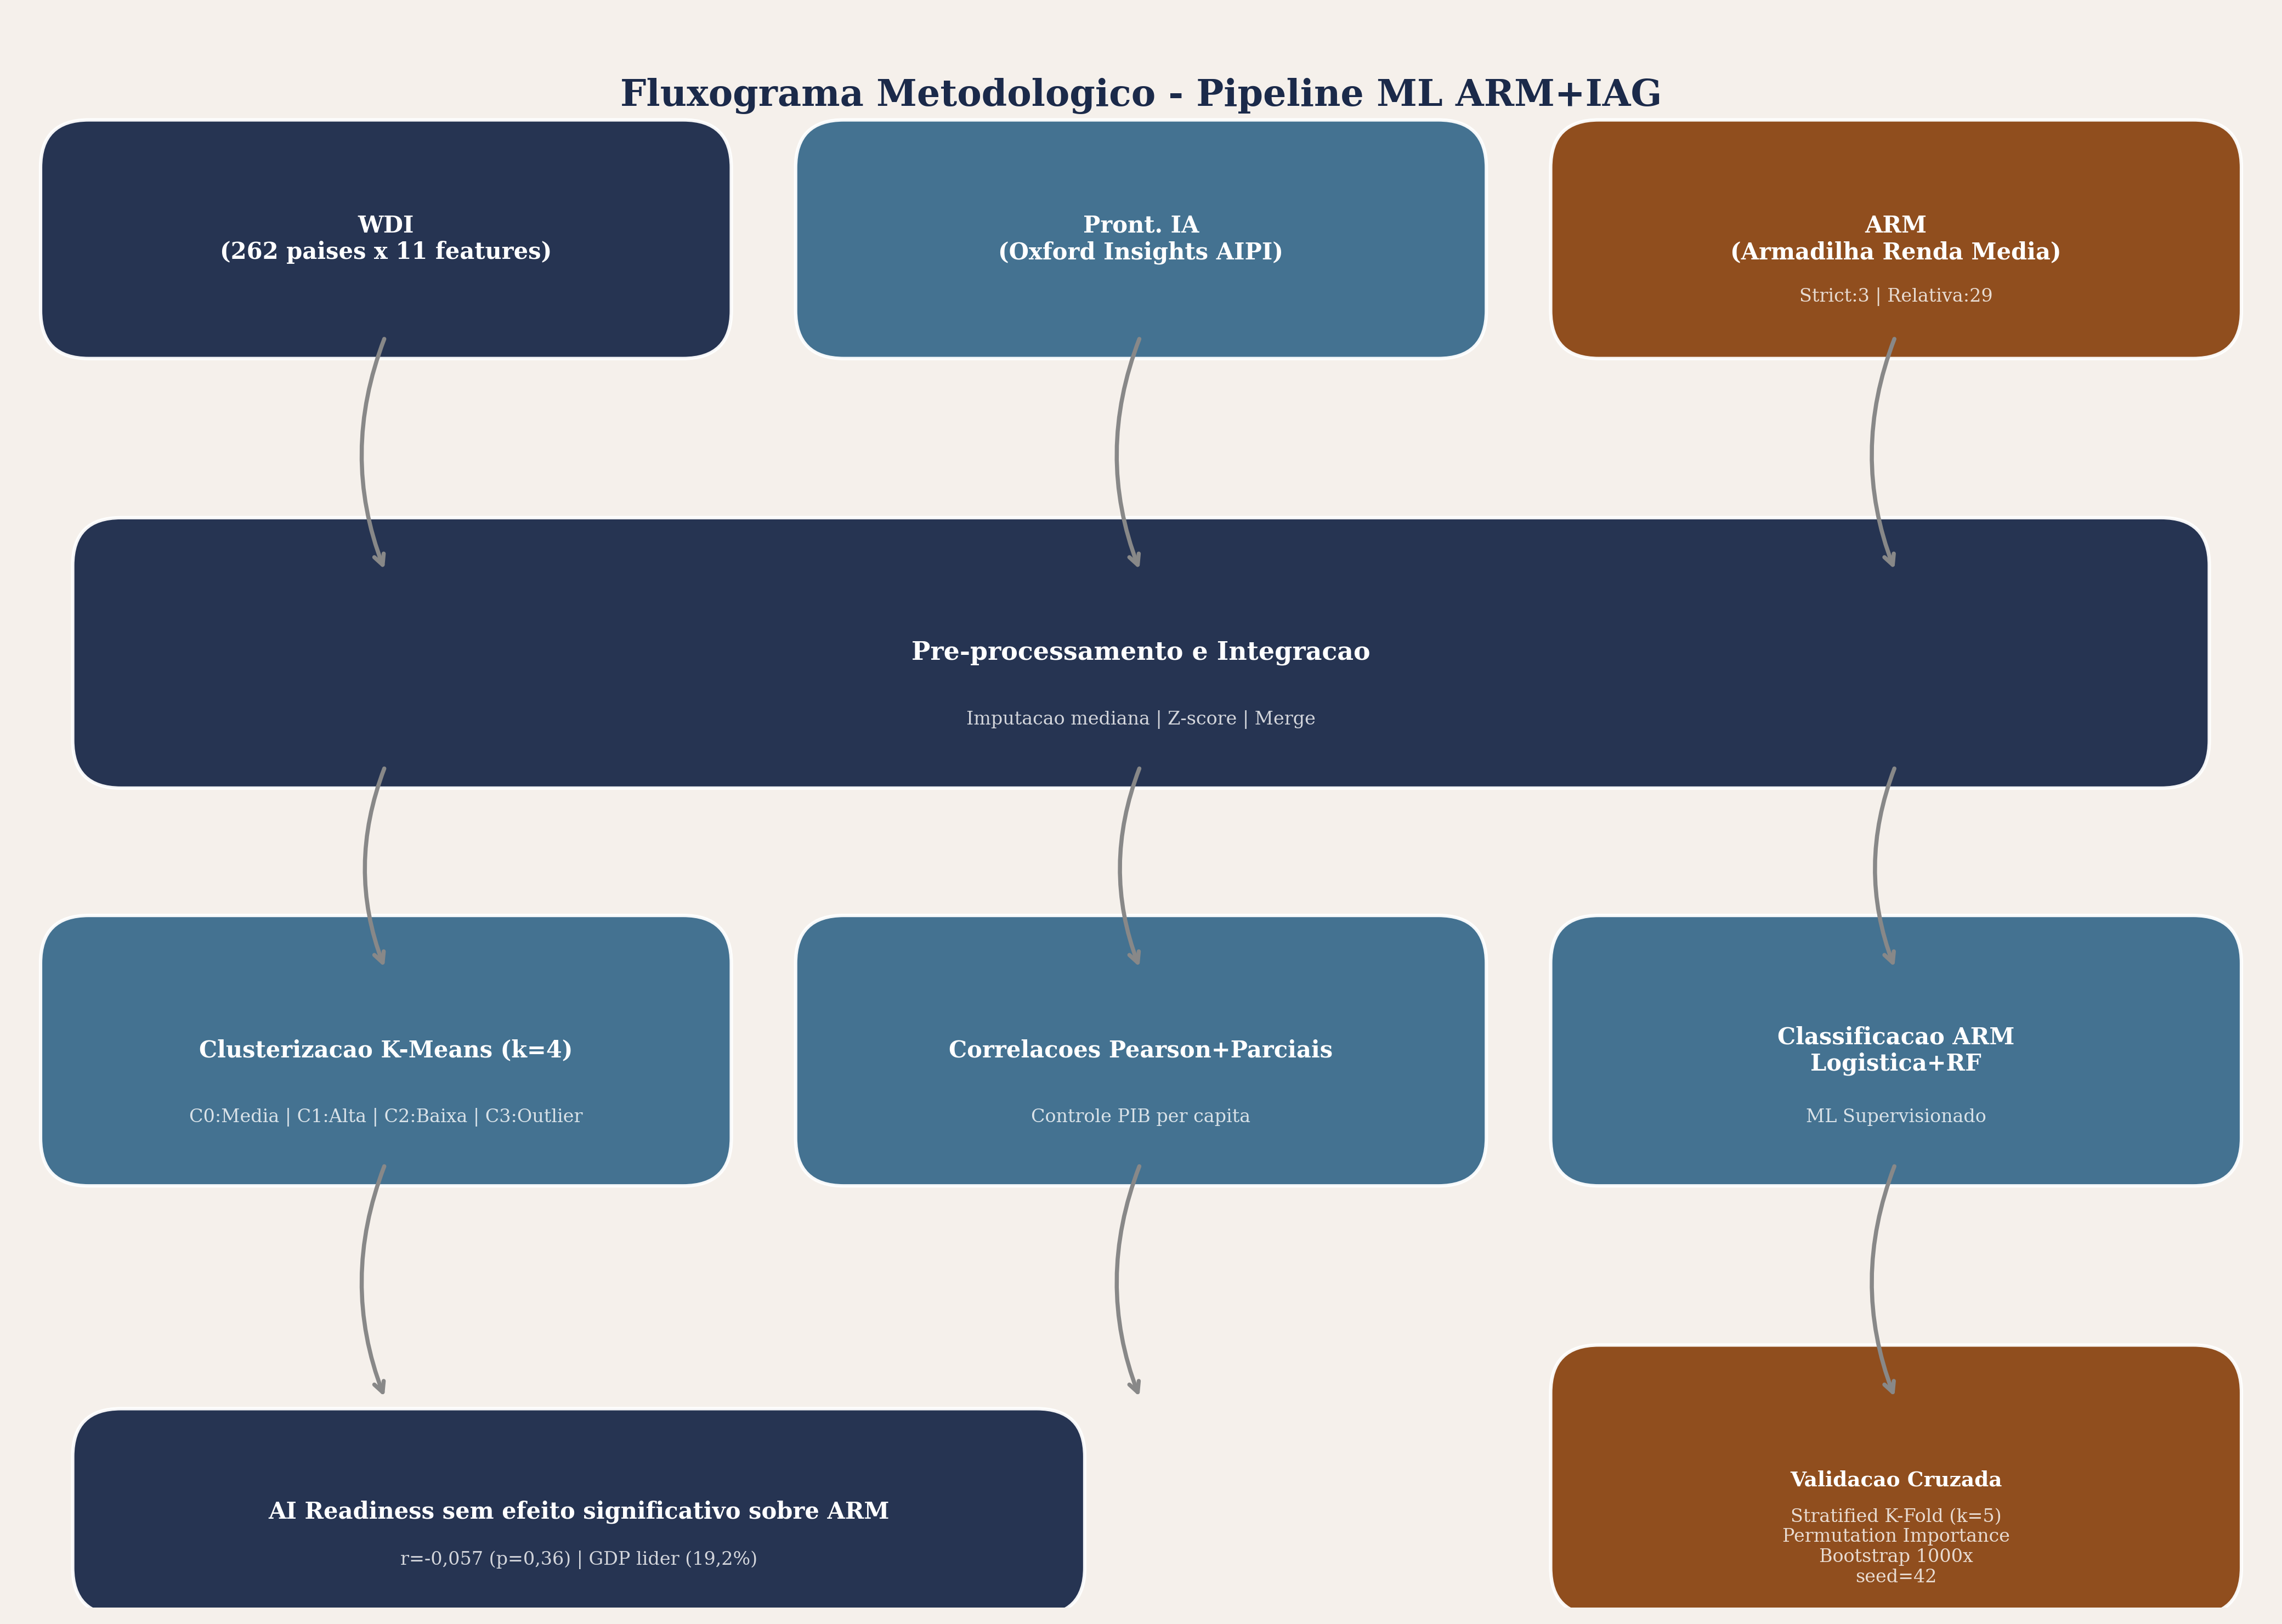 Fluxograma Metodologico - Pipeline ML ARM+IAG
WDI
(262 paises x 11 features)
Pront. IA
(Oxford Insights AIPI)
ARM
(Armadilha Renda Media)
Strict:3 | Relativa:29
Pre-processamento e Integracao
Imputacao mediana | Z-score | Merge
Clusterizacao K-Means (k=4)
C0:Media | C1:Alta | C2:Baixa | C3:Outlier
Correlacoes Pearson+Parciais
Controle PIB per capita
Classificacao ARM
Logistica+RF
ML Supervisionado
AI Readiness sem efeito significativo sobre ARM
r=-0,057 (p=0,36) | GDP lider (19,2%)
Validacao Cruzada
Stratified K-Fold (k=5)
Permutation Importance
Bootstrap 1000x
seed=42